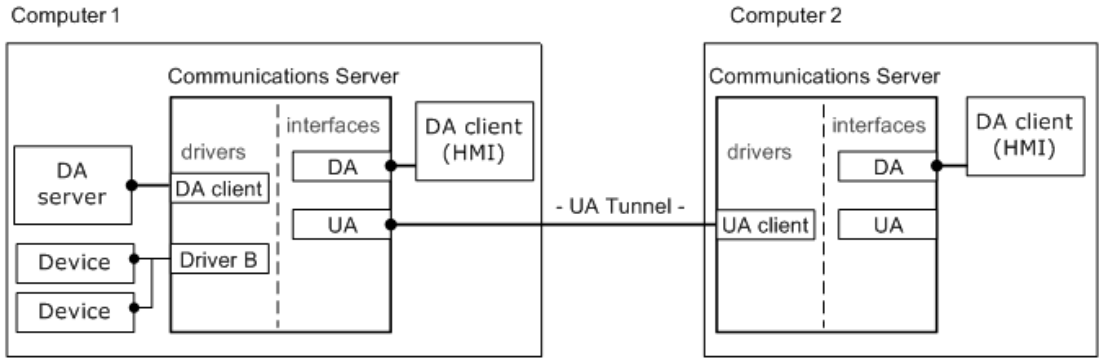 Computer 1
Computer 2
Communications Server
Communications Server
drivers
interfaces
DA client
(HMI)
DA
server
DA client
DA
UA
Driver B
Device
Device
- UA Tunnel -
drivers
interfaces
DA client
(HMI)
UA client
DA
UA